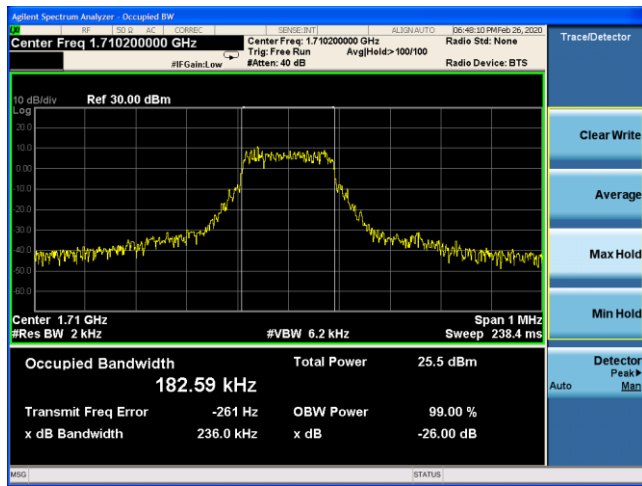 Agilent Spectrum Analyzer - Occupied BW
RF 50 Ω AC CORREC SENSE:INT ALIGN AUTO 06:48:10 PM Feb 26, 2020
Center Freq 1.710200000 GHz Center Freq: 1.710200000 GHz Radio Std: None Trace/Detector
Trig: Free Run Avg|Hold:> 100/100
#IFGain:Low #Atten: 40 dB Radio Device: BTS
10 dB/div Ref 30.00 dBm
Log
20.0
10.0
0.00
-10.0
-20.0
-30.0
-40.0
-50.0
-60.0
Clear Write
Average
Max Hold
Min Hold
Center 1.71 GHz Span 1 MHz
#Res BW 2 kHz #VBW 6.2 kHz Sweep 238.4 ms
Occupied Bandwidth Total Power 25.5 dBm
182.59 kHz
Transmit Freq Error -261 Hz OBW Power 99.00 %
x dB Bandwidth 236.0 kHz x dB -26.00 dB
Detector
Peak▶
Auto Man
MSG STATUS